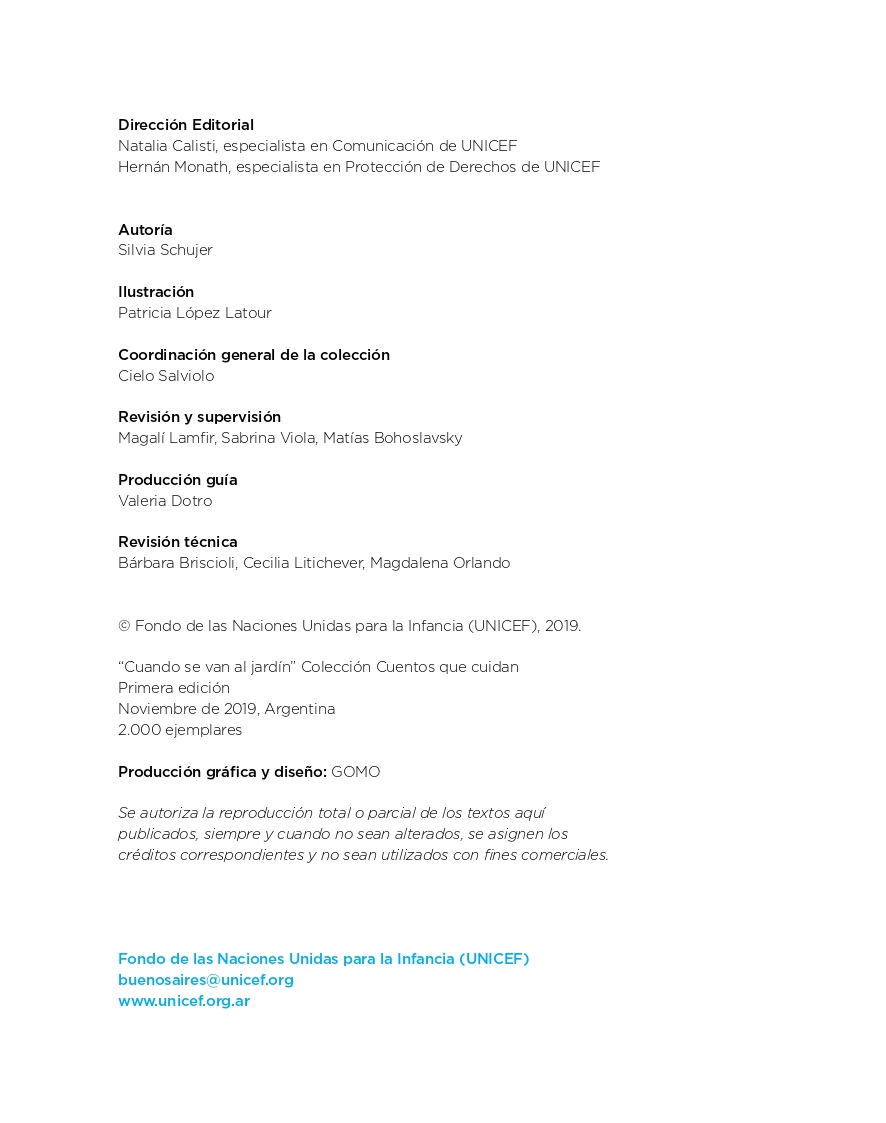 Dirección Editorial
Natalia Calisti, especialista en Comunicación de UNICEF
Hernán Monath, especialista en Protección de Derechos de UNICEF
Autoría
Silvia Schujer
Ilustración
Patricia López Latour
Coordinación general de la colección
Cielo Salviolo
Revisión y supervisión
Magalí Lamfir, Sabrina Viola, Matías Bohoslavsky
Producción guía
Valeria Dotro
Revisión técnica
Bárbara Briscioli, Cecilia Litichever, Magdalena Orlando
© Fondo de las Naciones Unidas para la Infancia (UNICEF), 2019.
“Cuando se van al jardín” Colección Cuentos que cuidan
Primera edición
Noviembre de 2019, Argentina
2.000 ejemplares
Producción gráfica y diseño: GOMO
Se autoriza la reproducción total o parcial de los textos aquí
publicados, siempre y cuando no sean alterados, se asignen los
créditos correspondientes y no sean utilizados con fines comerciales.
Fondo de las Naciones Unidas para la Infancia (UNICEF)
buenosaires@unicef.org
www.unicef.org.ar